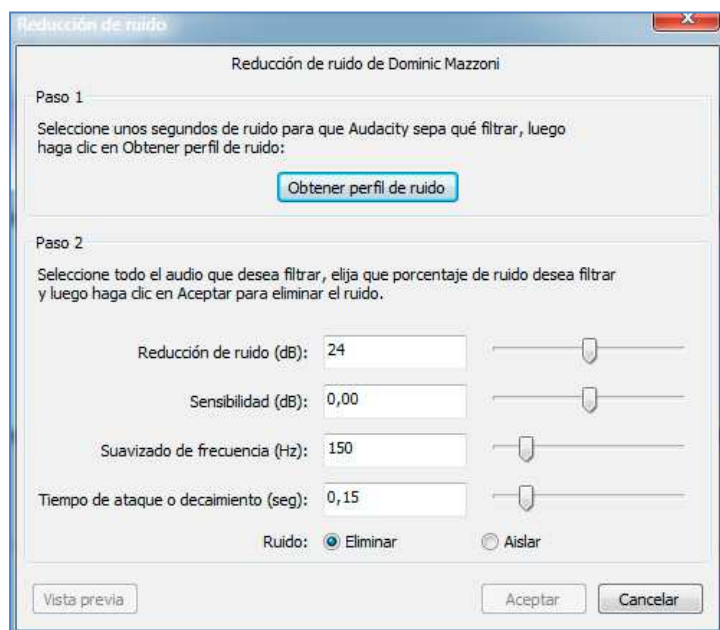 Reducción de ruido
X
Reducción de ruido de Dominic Mazzoni
Paso 1
Seleccione unos segundos de ruido para que Audacity sepa qué filtrar, luego
haga clic en Obtener perfil de ruido:
Obtener perfil de ruido
Paso 2
Seleccione todo el audio que desea filtrar, elija que porcentaje de ruido desea filtrar
y luego haga clic en Aceptar para eliminar el ruido.
Reducción de ruido (dB): 24
Sensibilidad (dB): 0,00
Suavizado de frecuencia (Hz): 150
Tiempo de ataque o decaimiento (seg): 0,15
Ruido: Eliminar Aislar
Vista previa Aceptar Cancelar